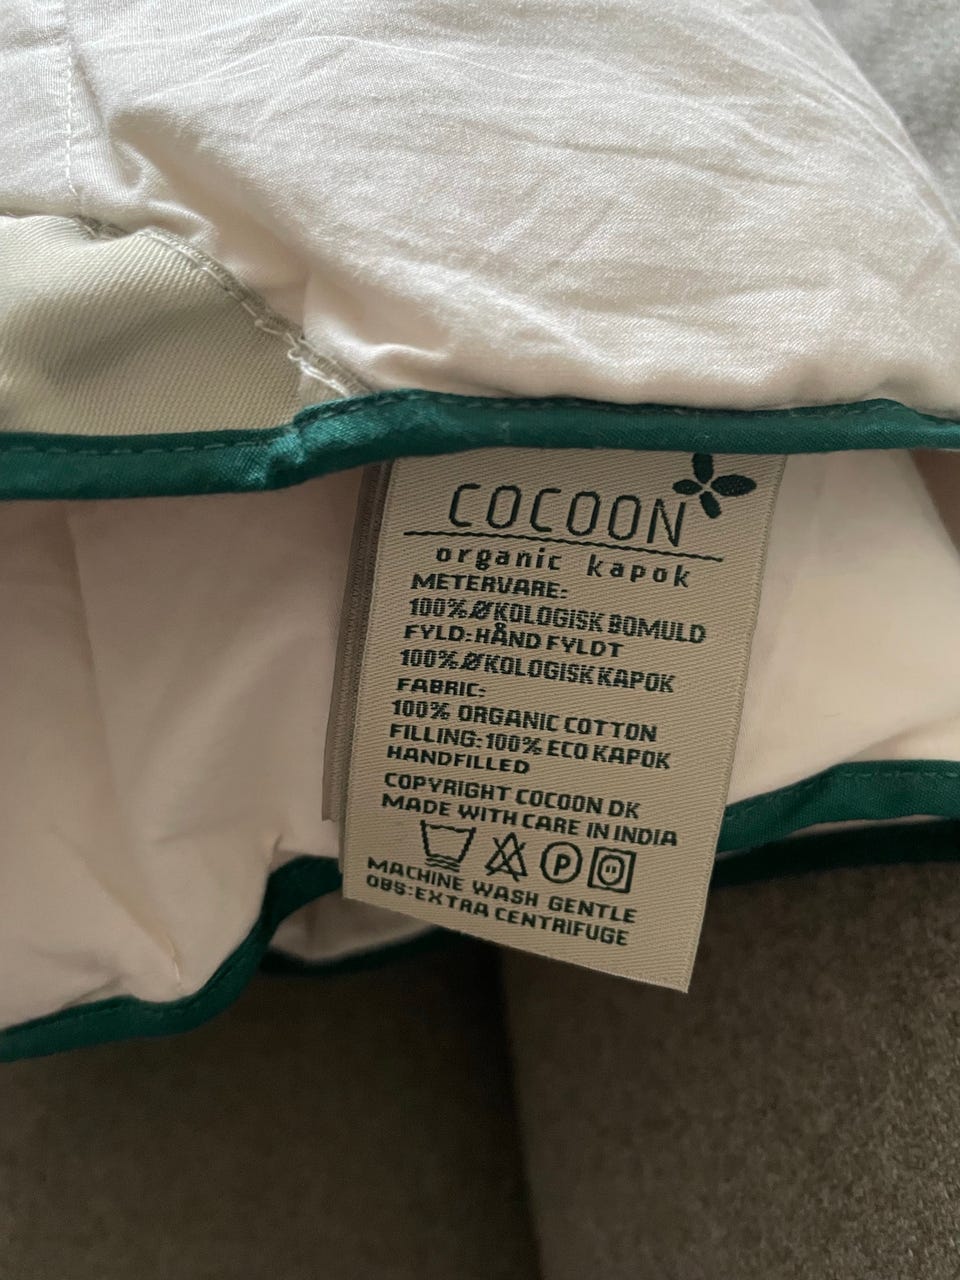 COCOON
organic kapok
METERVARE:
100% ØKOLOGISK BOMULD
FYLD: HÅND FYLDT
100% ØKOLOGISK KAPOK
FABRIC:
100% ORGANIC COTTON
FILLING: 100% ECO KAPOK
HANDFILLED
COPYRIGHT COCOON DK
MADE WITH CARE IN INDIA
P
MACHINE WASH GENTLE
OBS: EXTRA CENTRIFUGE